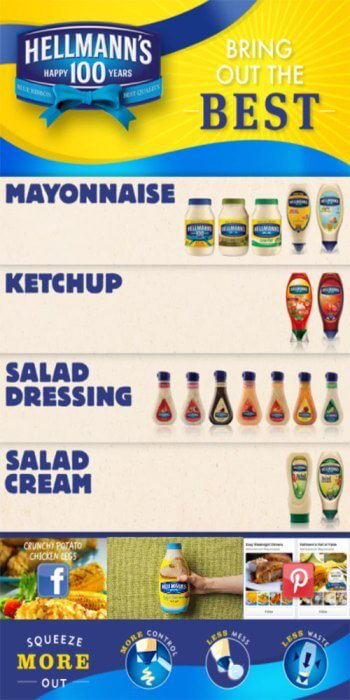 HELLMANN'S
HAPPY 100 YEARS
BLUE RIBBON BEST QUALITY
BRING
OUT THE
BEST
MAYONNAISE
KETCHUP
SALAD
DRESSING
SALAD
CREAM
CRUNCHY POTATO
CHICKEN LEGS
f
SQUEEZE
MORE
OUT
MORE CONTROL
LESS MESS
LESS WASTE